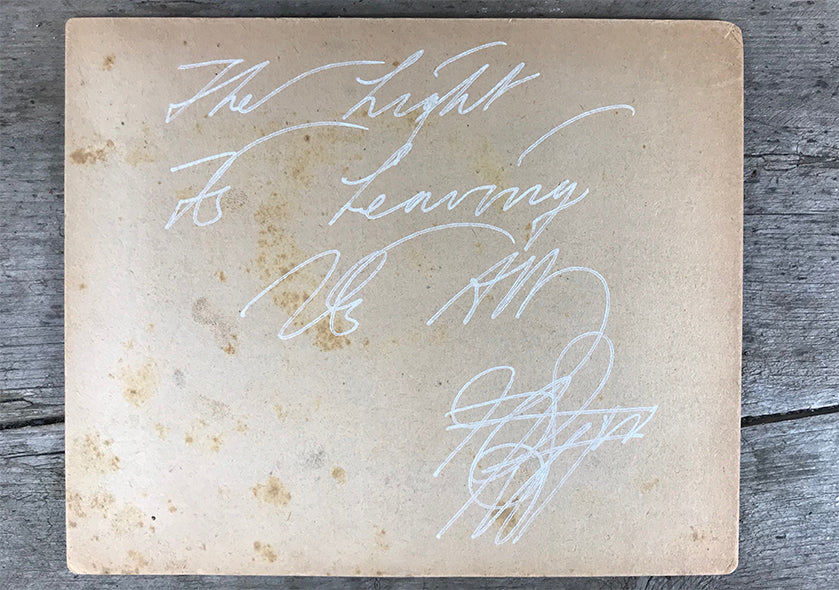 The Light
Is Leaving
Us All